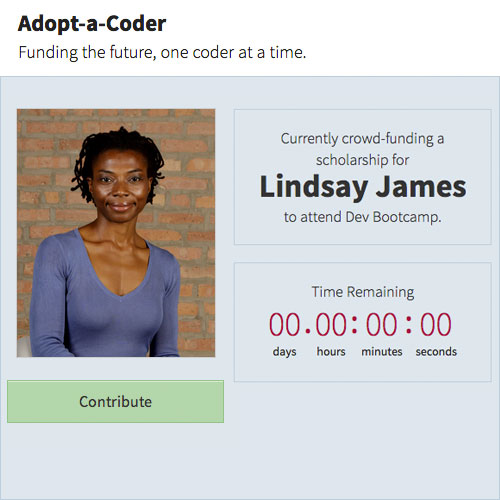 Adopt-a-Coder
Funding the future, one coder at a time.
Currently crowd-funding a
scholarship for
Lindsay James
to attend Dev Bootcamp.
Time Remaining
00.00:00:00
days hours minutes seconds
Contribute